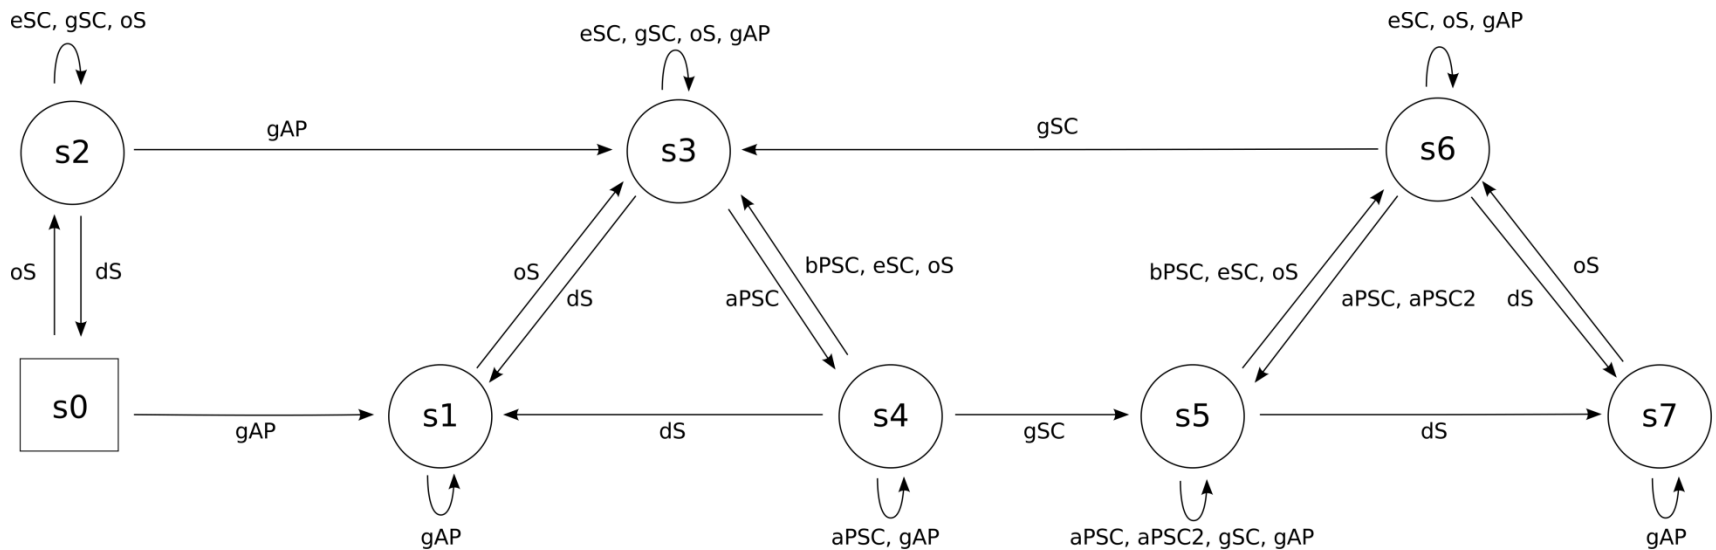 eSC, gSC, oS
eSC, gSC, oS, gAP
eSC, oS, gAP
s2
gAP
s3
gSC
s6
oS
dS
oS
dS
aPSC
bPSC, eSC, oS
bPSC, eSC, oS
aPSC, aPSC2
dS
oS
s0
gAP
s1
dS
s4
gSC
s5
dS
s7
gAP
aPSC, gAP
aPSC, aPSC2, gSC, gAP
gAP